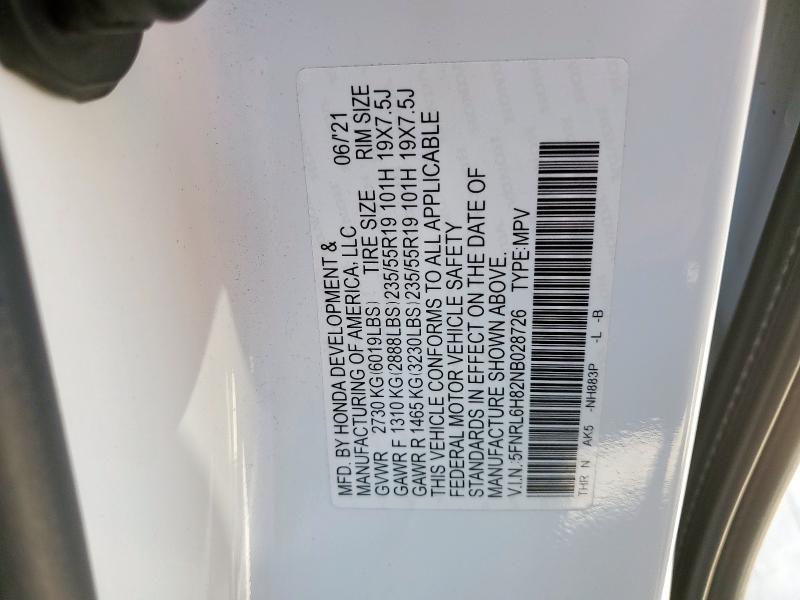 MFD. BY HONDA DEVELOPMENT &
MANUFACTURING OF AMERICA, LLC 06/'21
GVWR 2730 KG(6019LBS) TIRE SIZE RIM SIZE
GAWR F 1310 KG(2888LBS)235/55R19 101H 19X7.5J
GAWR R 1465 KG(3230LBS)235/55R19 101H 19X7.5J
THIS VEHICLE CONFORMS TO ALL APPLICABLE
FEDERAL MOTOR VEHICLE SAFETY
STANDARDS IN EFFECT ON THE DATE OF
MANUFACTURE SHOWN ABOVE.
V.I.N.:5FNRL6H82NB028726 TYPE:MPV
THR N AK5 -NH883P -L -B